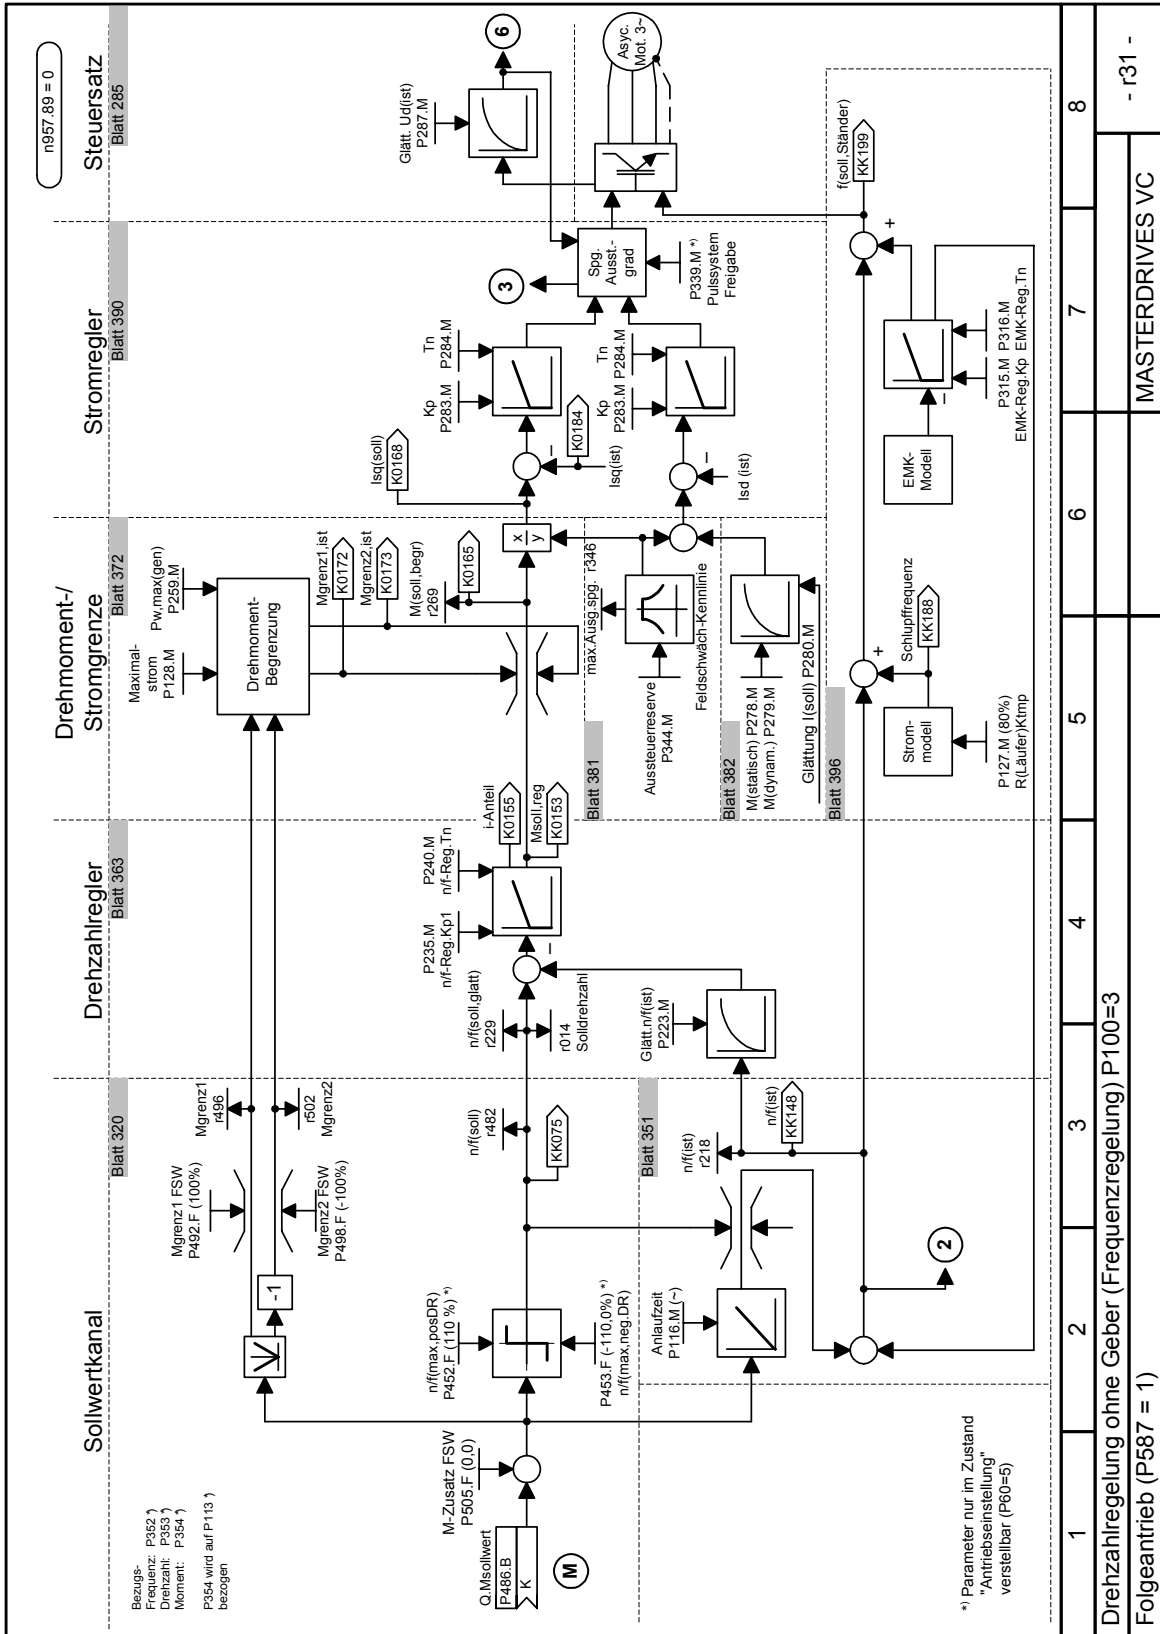 n957.89 = 0
Sollwertkanal
Blatt 320
Drehzahlregler
Blatt 363
Drehmoment-/
Stromgrenze
Blatt 372
Stromregler
Blatt 390
Steuersatz
Blatt 285
Bezugs-
Frequenz: P352 *)
Drehzahl: P353 *)
Moment: P354 *)
P354 wird auf P113 *)
bezogen
Mgrenz1 FSW
P492.F (100%)
Mgrenz2 FSW
P498.F (-100%)
-1
Mgrenz1
r496
r502
Mgrenz2
Maximal-
strom
P128.M
Pw,max(gen)
P259.M
Drehmoment-
Begrenzung
Mgrenz1,ist
K0172
Mgrenz2,ist
K0173
M(soll,begr)
r269
K0165
Q.Msollwert
P486.B
K
M
M-Zusatz FSW
P505.F (0,0)
n/f(max,posDR)
P452.F (110 %) *)
P453.F (-110,0%) *)
n/f(max,neg.DR)
n/f(soll)
r482
KK075
n/f(soll,glatt)
r229
r014
Solldrehzahl
P235.M
n/f-Reg.Kp1
P240.M
n/f-Reg.Tn
–
i-Anteil
K0155
Msoll,reg
K0153
x
y
Isq(soll)
K0168
–
K0184
Isq(ist)
Kp
P283.M
Tn
P284.M
3
Spg.
Ausst.-
grad
P339.M *)
Pulssystem
Freigabe
Glätt. Ud(ist)
P287.M
6
Asyc.
Mot. 3~
Kp
P283.M
Tn
P284.M
–
Isd (ist)
Blatt 381
Aussteuerreserve
P344.M
max.Ausg.spg. r346
Feldschwäch-Kennlinie
Blatt 382
M(statisch) P278.M
M(dynam.) P279.M
Glättung I(soll) P280.M
Blatt 351
Anlaufzeit
P116.M (~)
n/f(ist)
r218
n/f(ist)
KK148
Glätt.n/f(ist)
P223.M
2
Blatt 396
P127.M (80%)
R(Läufer)Ktmp
Strom-
modell
Schlupffrequenz
KK188
+
EMK-
Modell
–
P315.M
EMK-Reg.Kp
P316.M
EMK-Reg.Tn
+
f(soll,Ständer)
KK199
*) Parameter nur im Zustand
"Antriebseinstellung"
verstellbar (P60=5)
1
2
3
4
5
6
7
8
Drehzahlregelung ohne Geber (Frequenzregelung) P100=3
Folgeantrieb (P587 = 1)
MASTERDRIVES VC
- r31 -